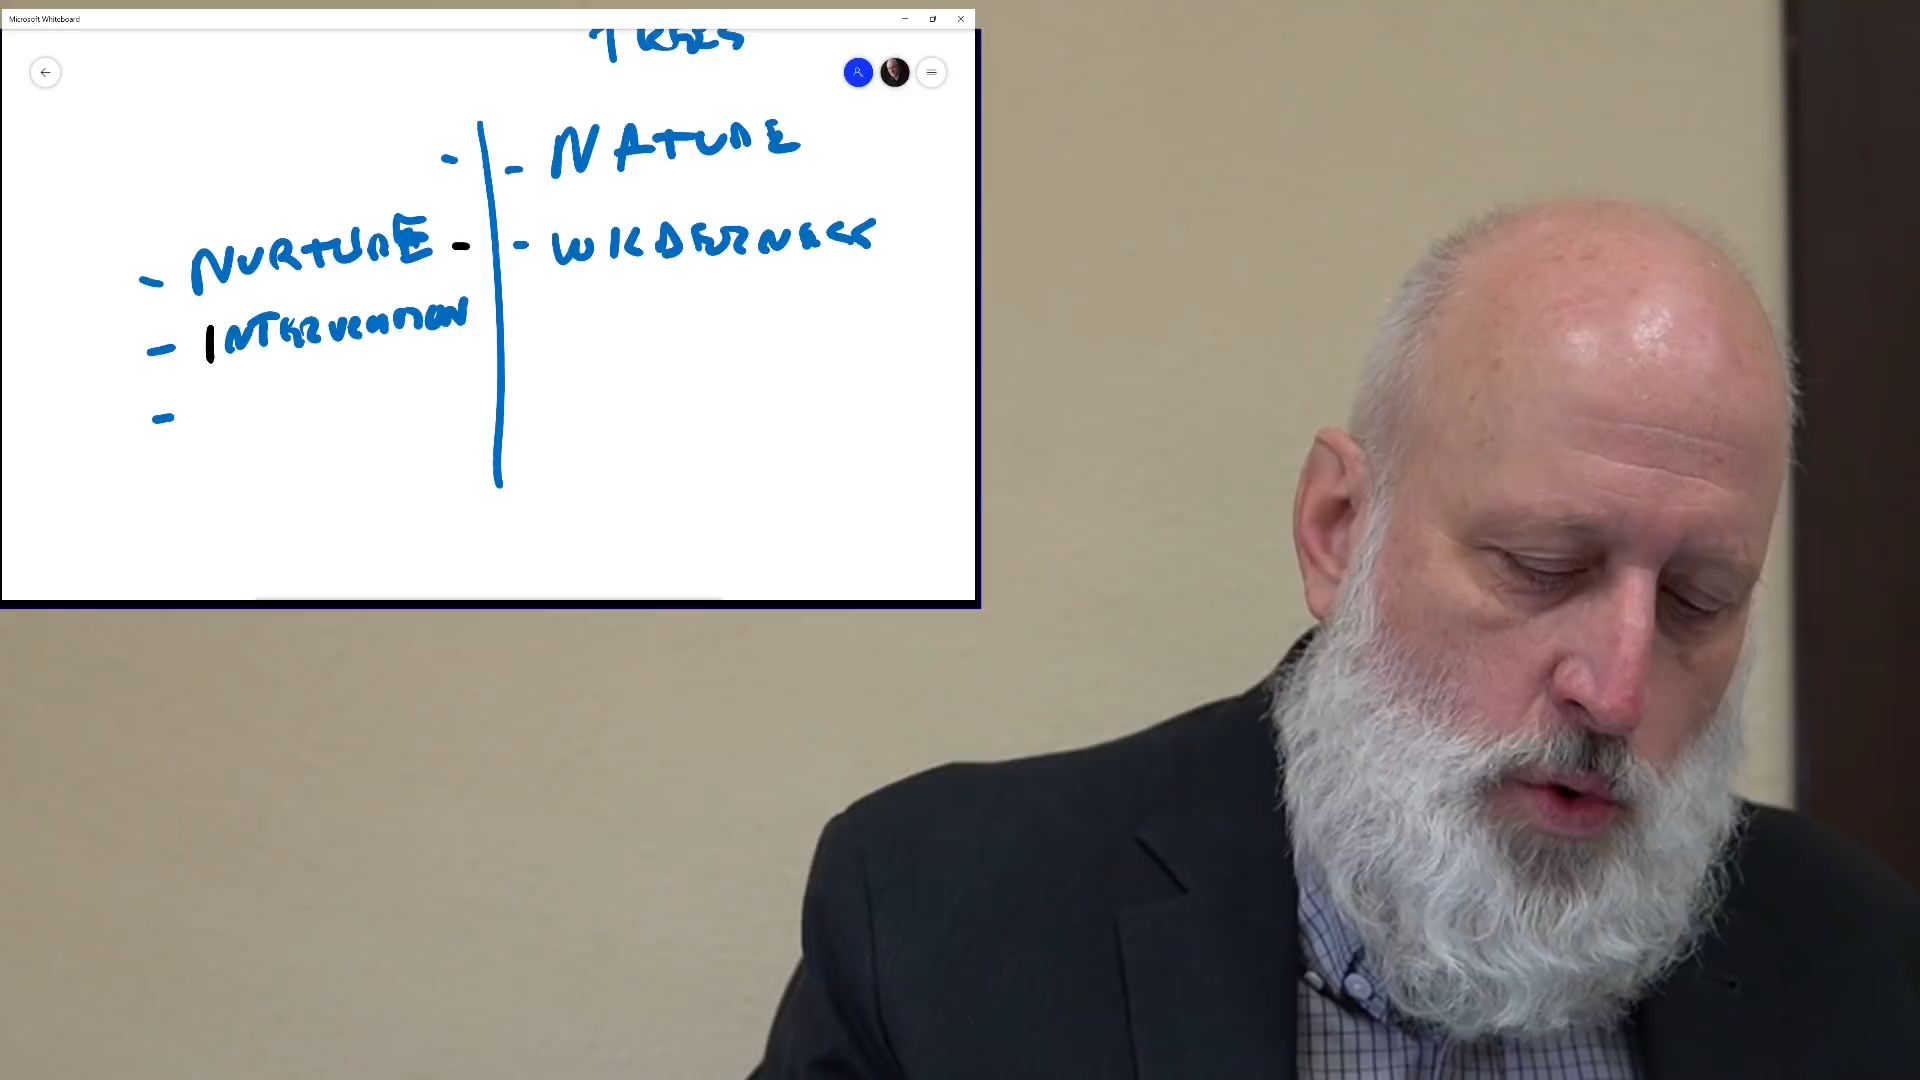 Microsoft Whiteboard
TREES
- - NATURE
- NURTURE - - WILDERNESS
- INTERVENTION
-